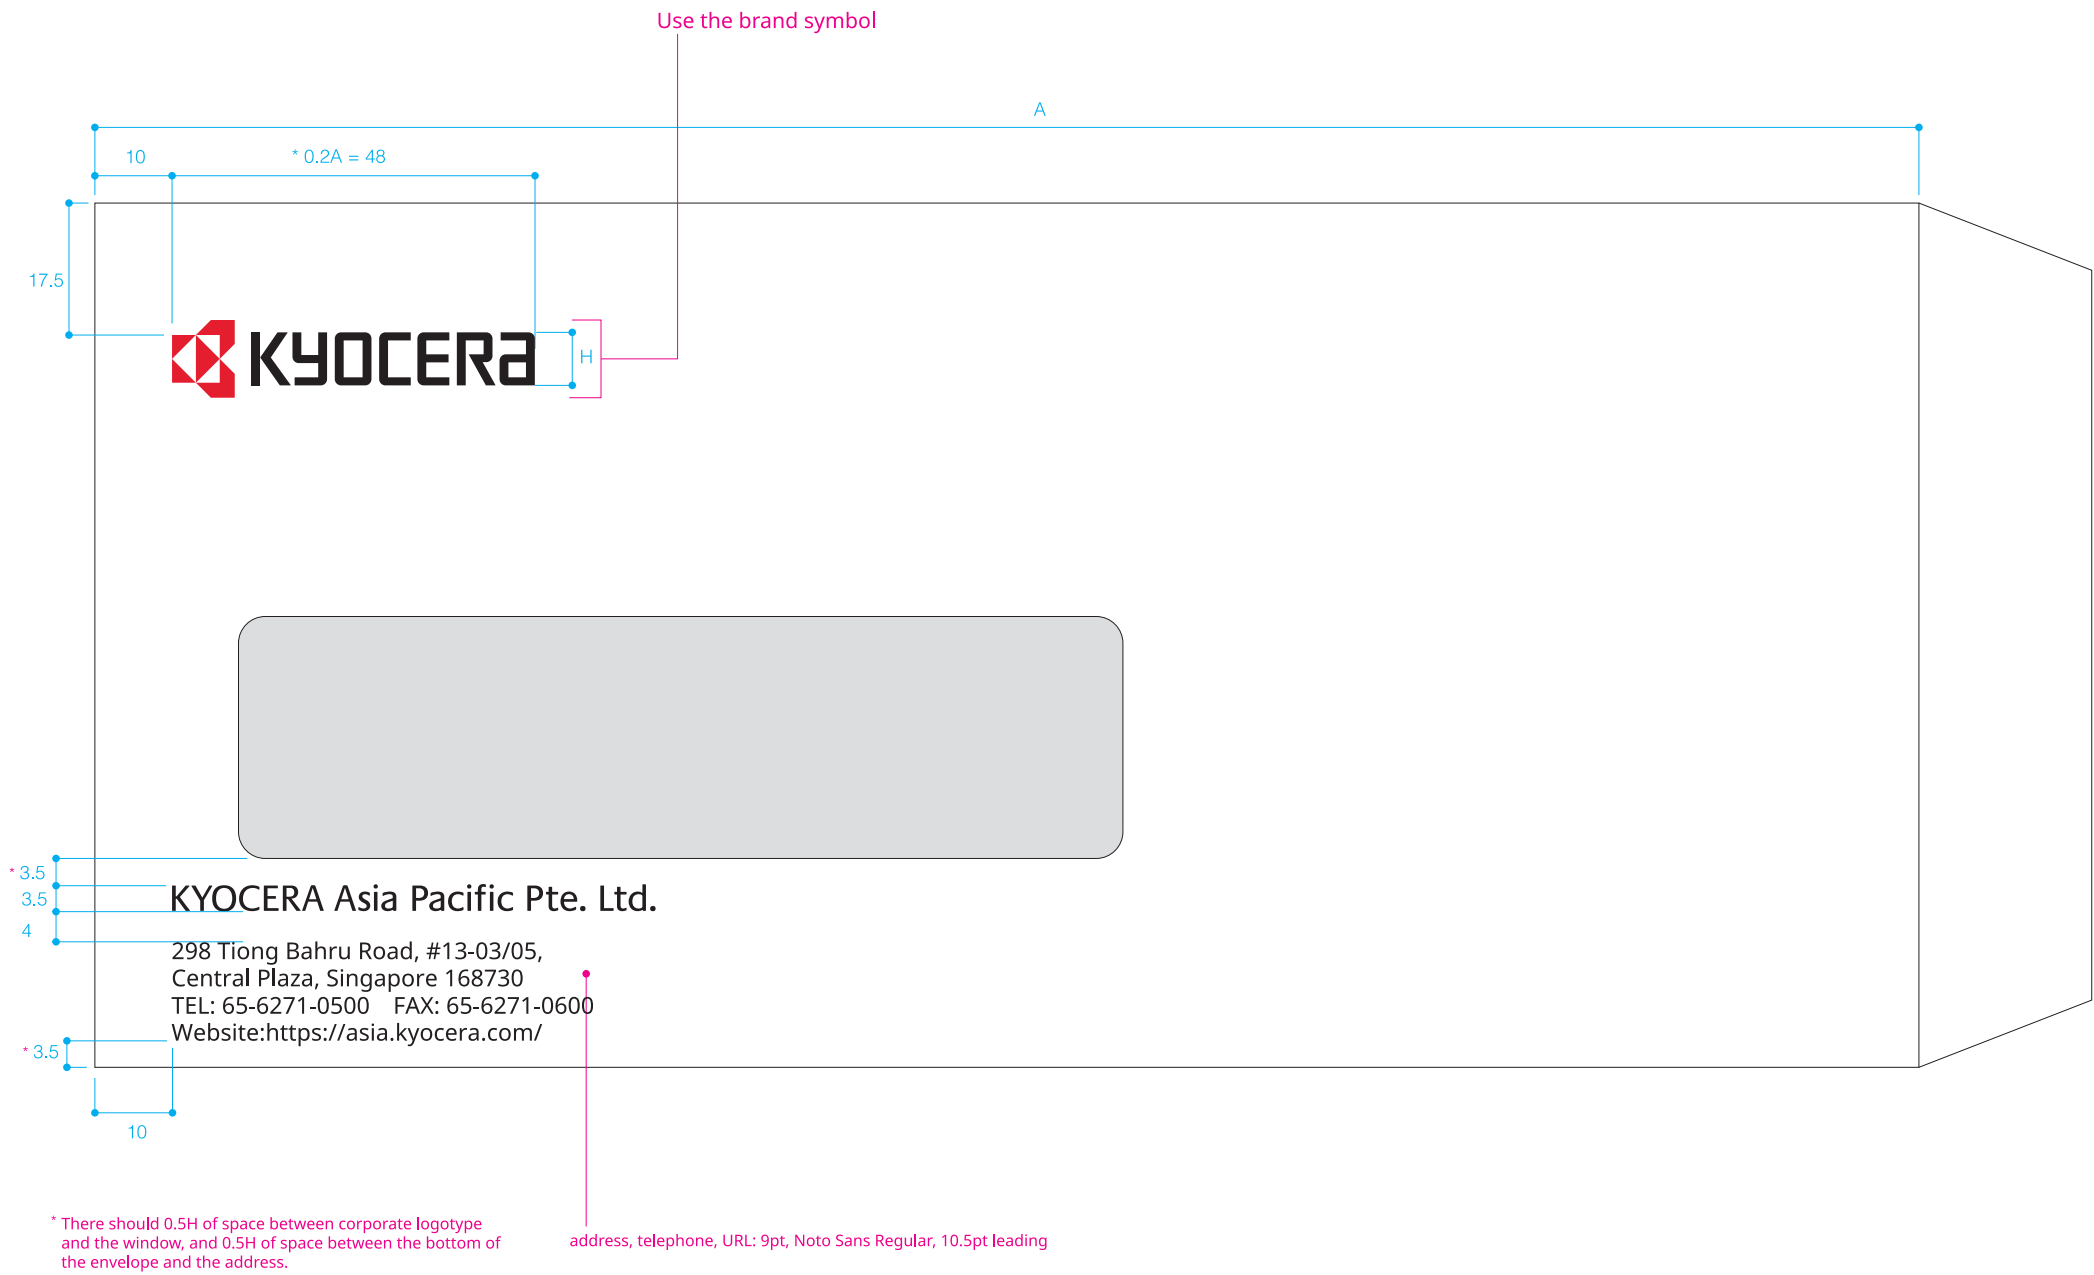 Use the brand symbol
A
10
* 0.2A = 48
17.5
KYOCERA
H
* 3.5
3.5
4
KYOCERA Asia Pacific Pte. Ltd.
298 Tiong Bahru Road, #13-03/05,
Central Plaza, Singapore 168730
TEL: 65-6271-0500 FAX: 65-6271-0600
Website:https://asia.kyocera.com/
* 3.5
10
* There should 0.5H of space between corporate logotype
and the window, and 0.5H of space between the bottom of
the envelope and the address.
address, telephone, URL: 9pt, Noto Sans Regular, 10.5pt leading